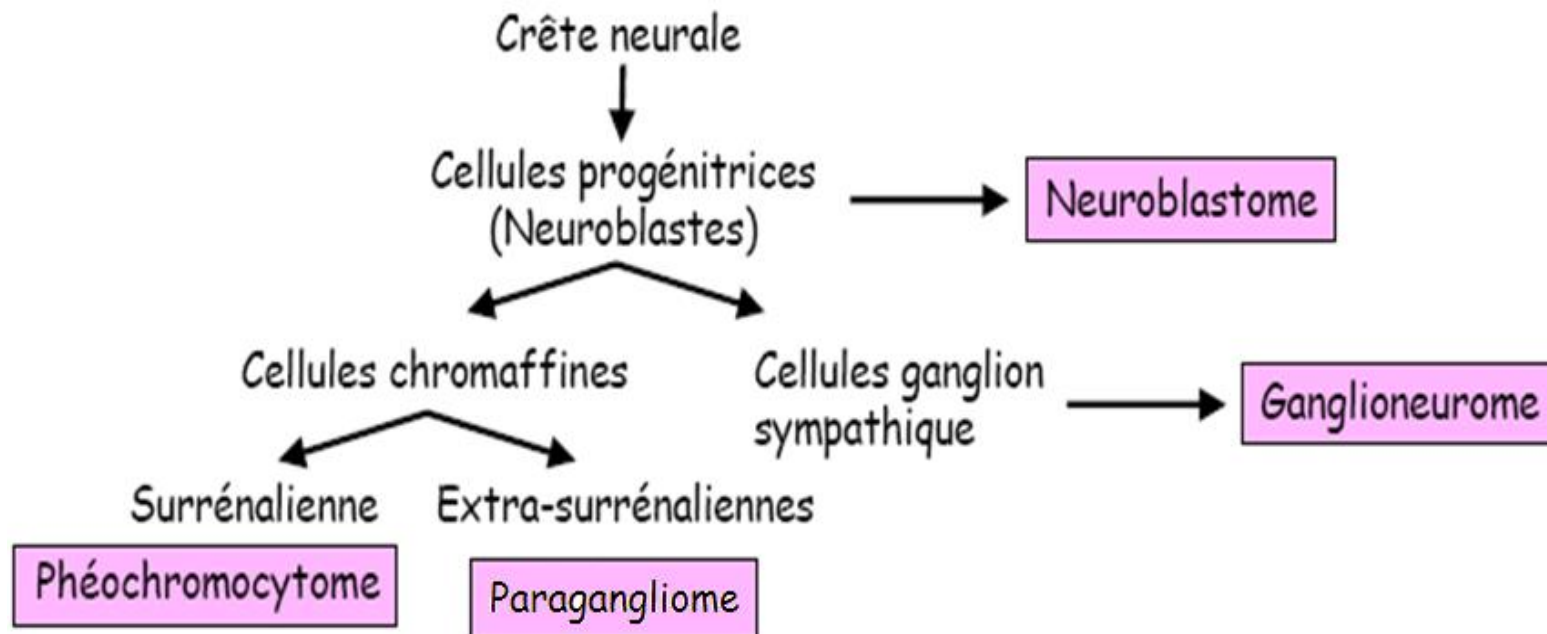 Crête neurale
Cellules progénitrices
(Neuroblastes)
Neuroblastome
Cellules chromaffines
Cellules ganglion
sympathique
Ganglioneurome
Surrénalienne
Extra-surrénaliennes
Phéochromocytome
Paragangliome